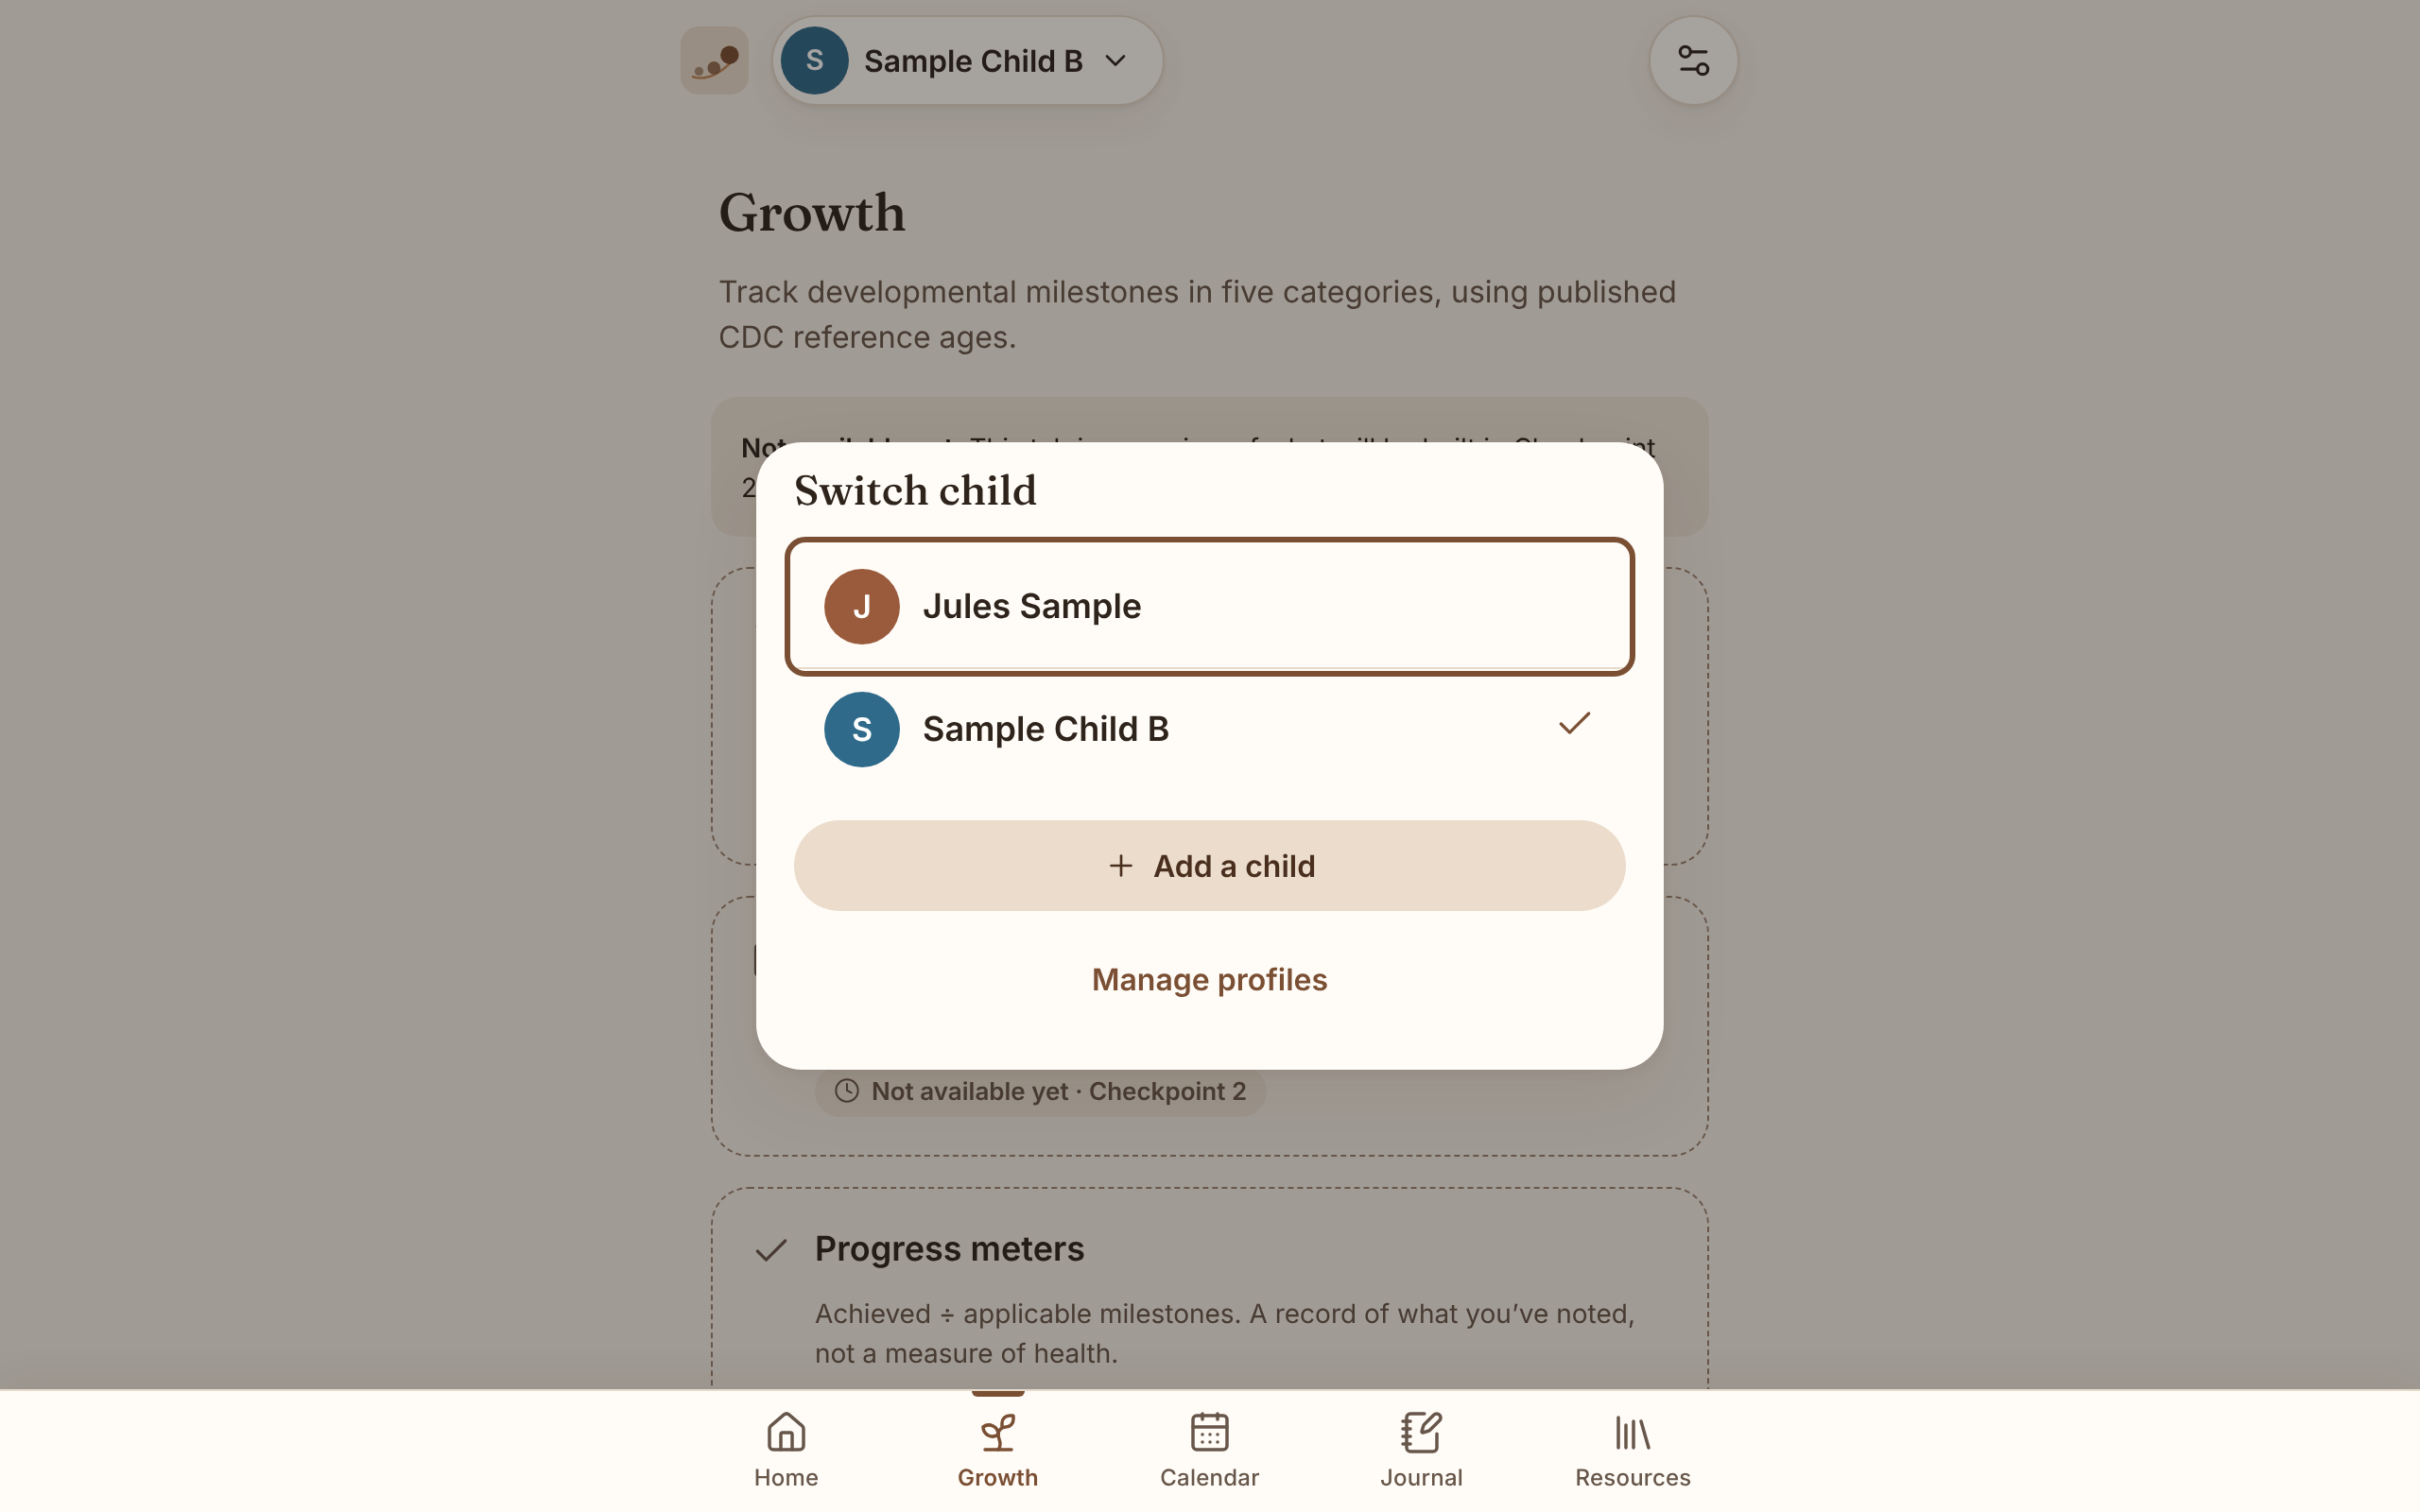 S Sample Child B
Growth
Track developmental milestones in five categories, using published
CDC reference ages.
Switch child
J Jules Sample
S Sample Child B
Add a child
Manage profiles
Not available yet · Checkpoint 2
Progress meters
Achieved ÷ applicable milestones. A record of what you’ve noted,
not a measure of health.
Home
Growth
Calendar
Journal
Resources